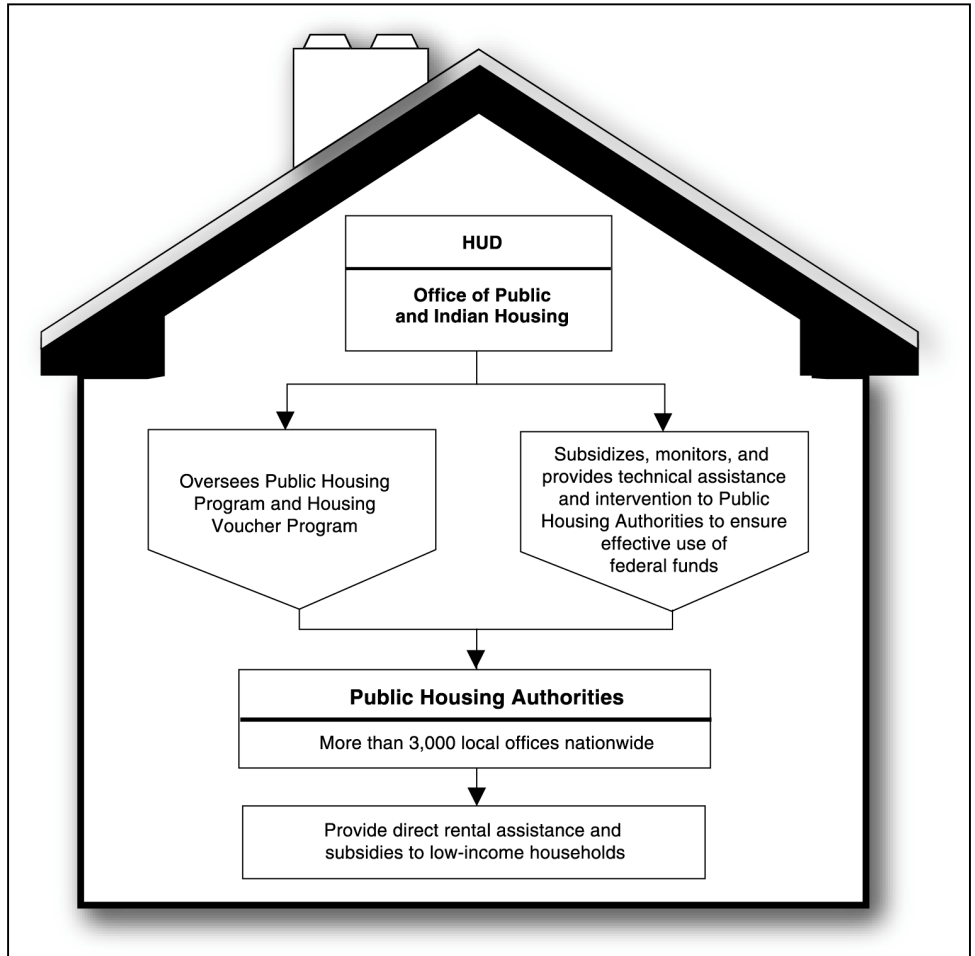 HUD
Office of Public
and Indian Housing
Oversees Public Housing
Program and Housing
Voucher Program
Subsidizes, monitors, and
provides technical assistance
and intervention to Public
Housing Authorities to ensure
effective use of
federal funds
Public Housing Authorities
More than 3,000 local offices nationwide
Provide direct rental assistance and
subsidies to low-income households